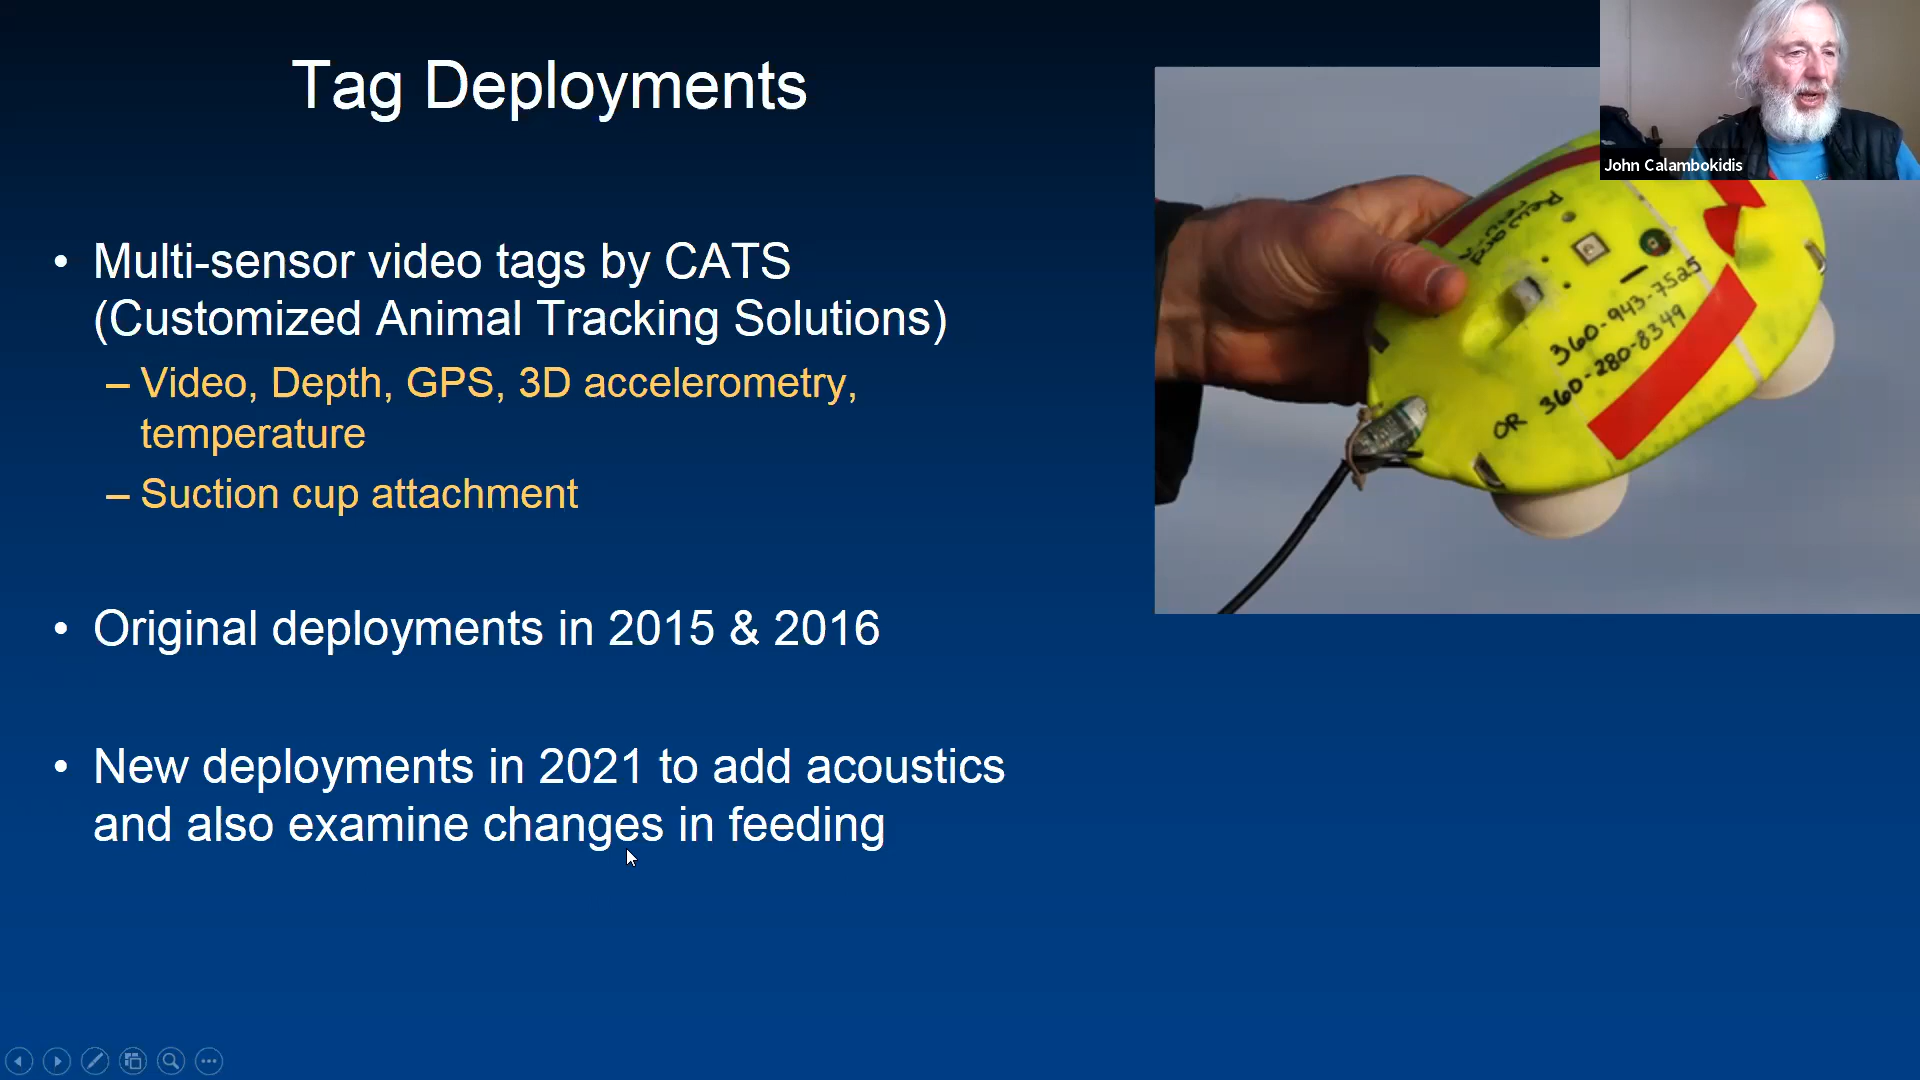 Tag Deployments
• Multi-sensor video tags by CATS
(Customized Animal Tracking Solutions)
– Video, Depth, GPS, 3D accelerometry,
temperature
– Suction cup attachment
• Original deployments in 2015 & 2016
• New deployments in 2021 to add acoustics
and also examine changes in feeding
John Calambokidis
360-943-7525
OR 360-280-8349